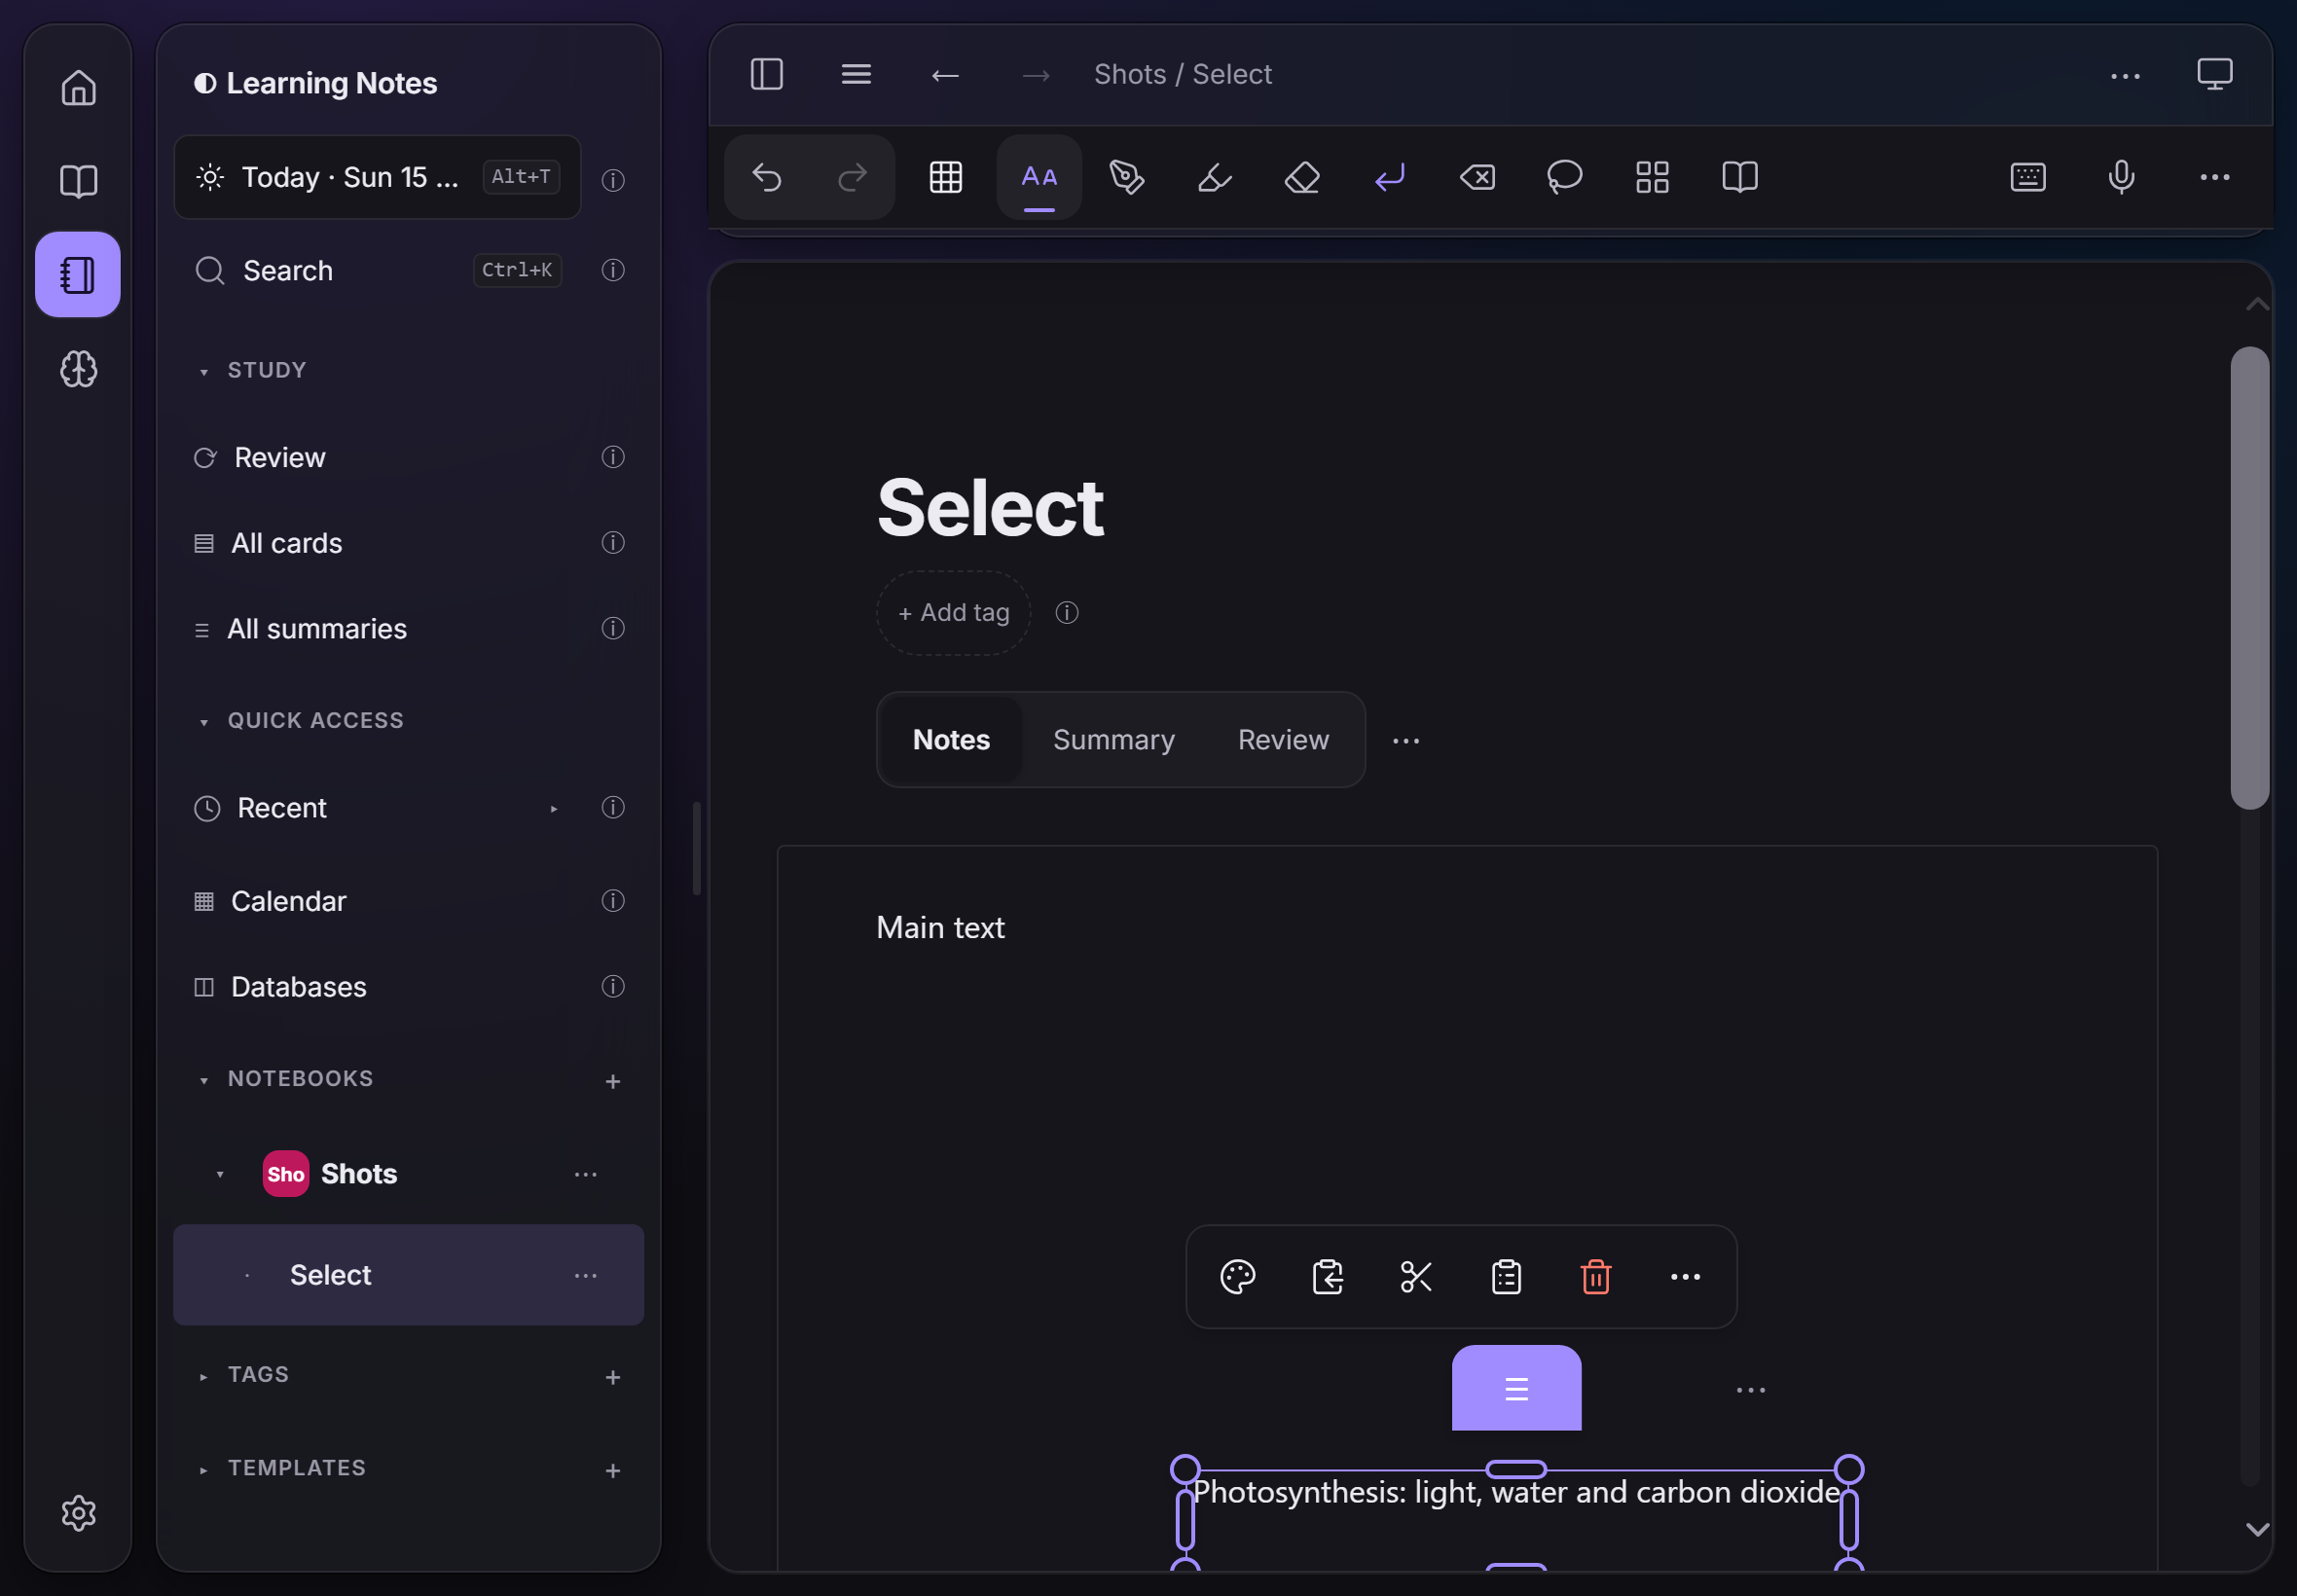 Learning Notes
Today · Sun 15 ... Alt+T
Search Ctrl+K
STUDY
Review
All cards
All summaries
QUICK ACCESS
Recent
Calendar
Databases
NOTEBOOKS +
Sho Shots ...
Select ...
TAGS +
TEMPLATES +
Shots / Select
AA
Select
+ Add tag
Notes Summary Review ...
Main text
Photosynthesis: light, water and carbon dioxide